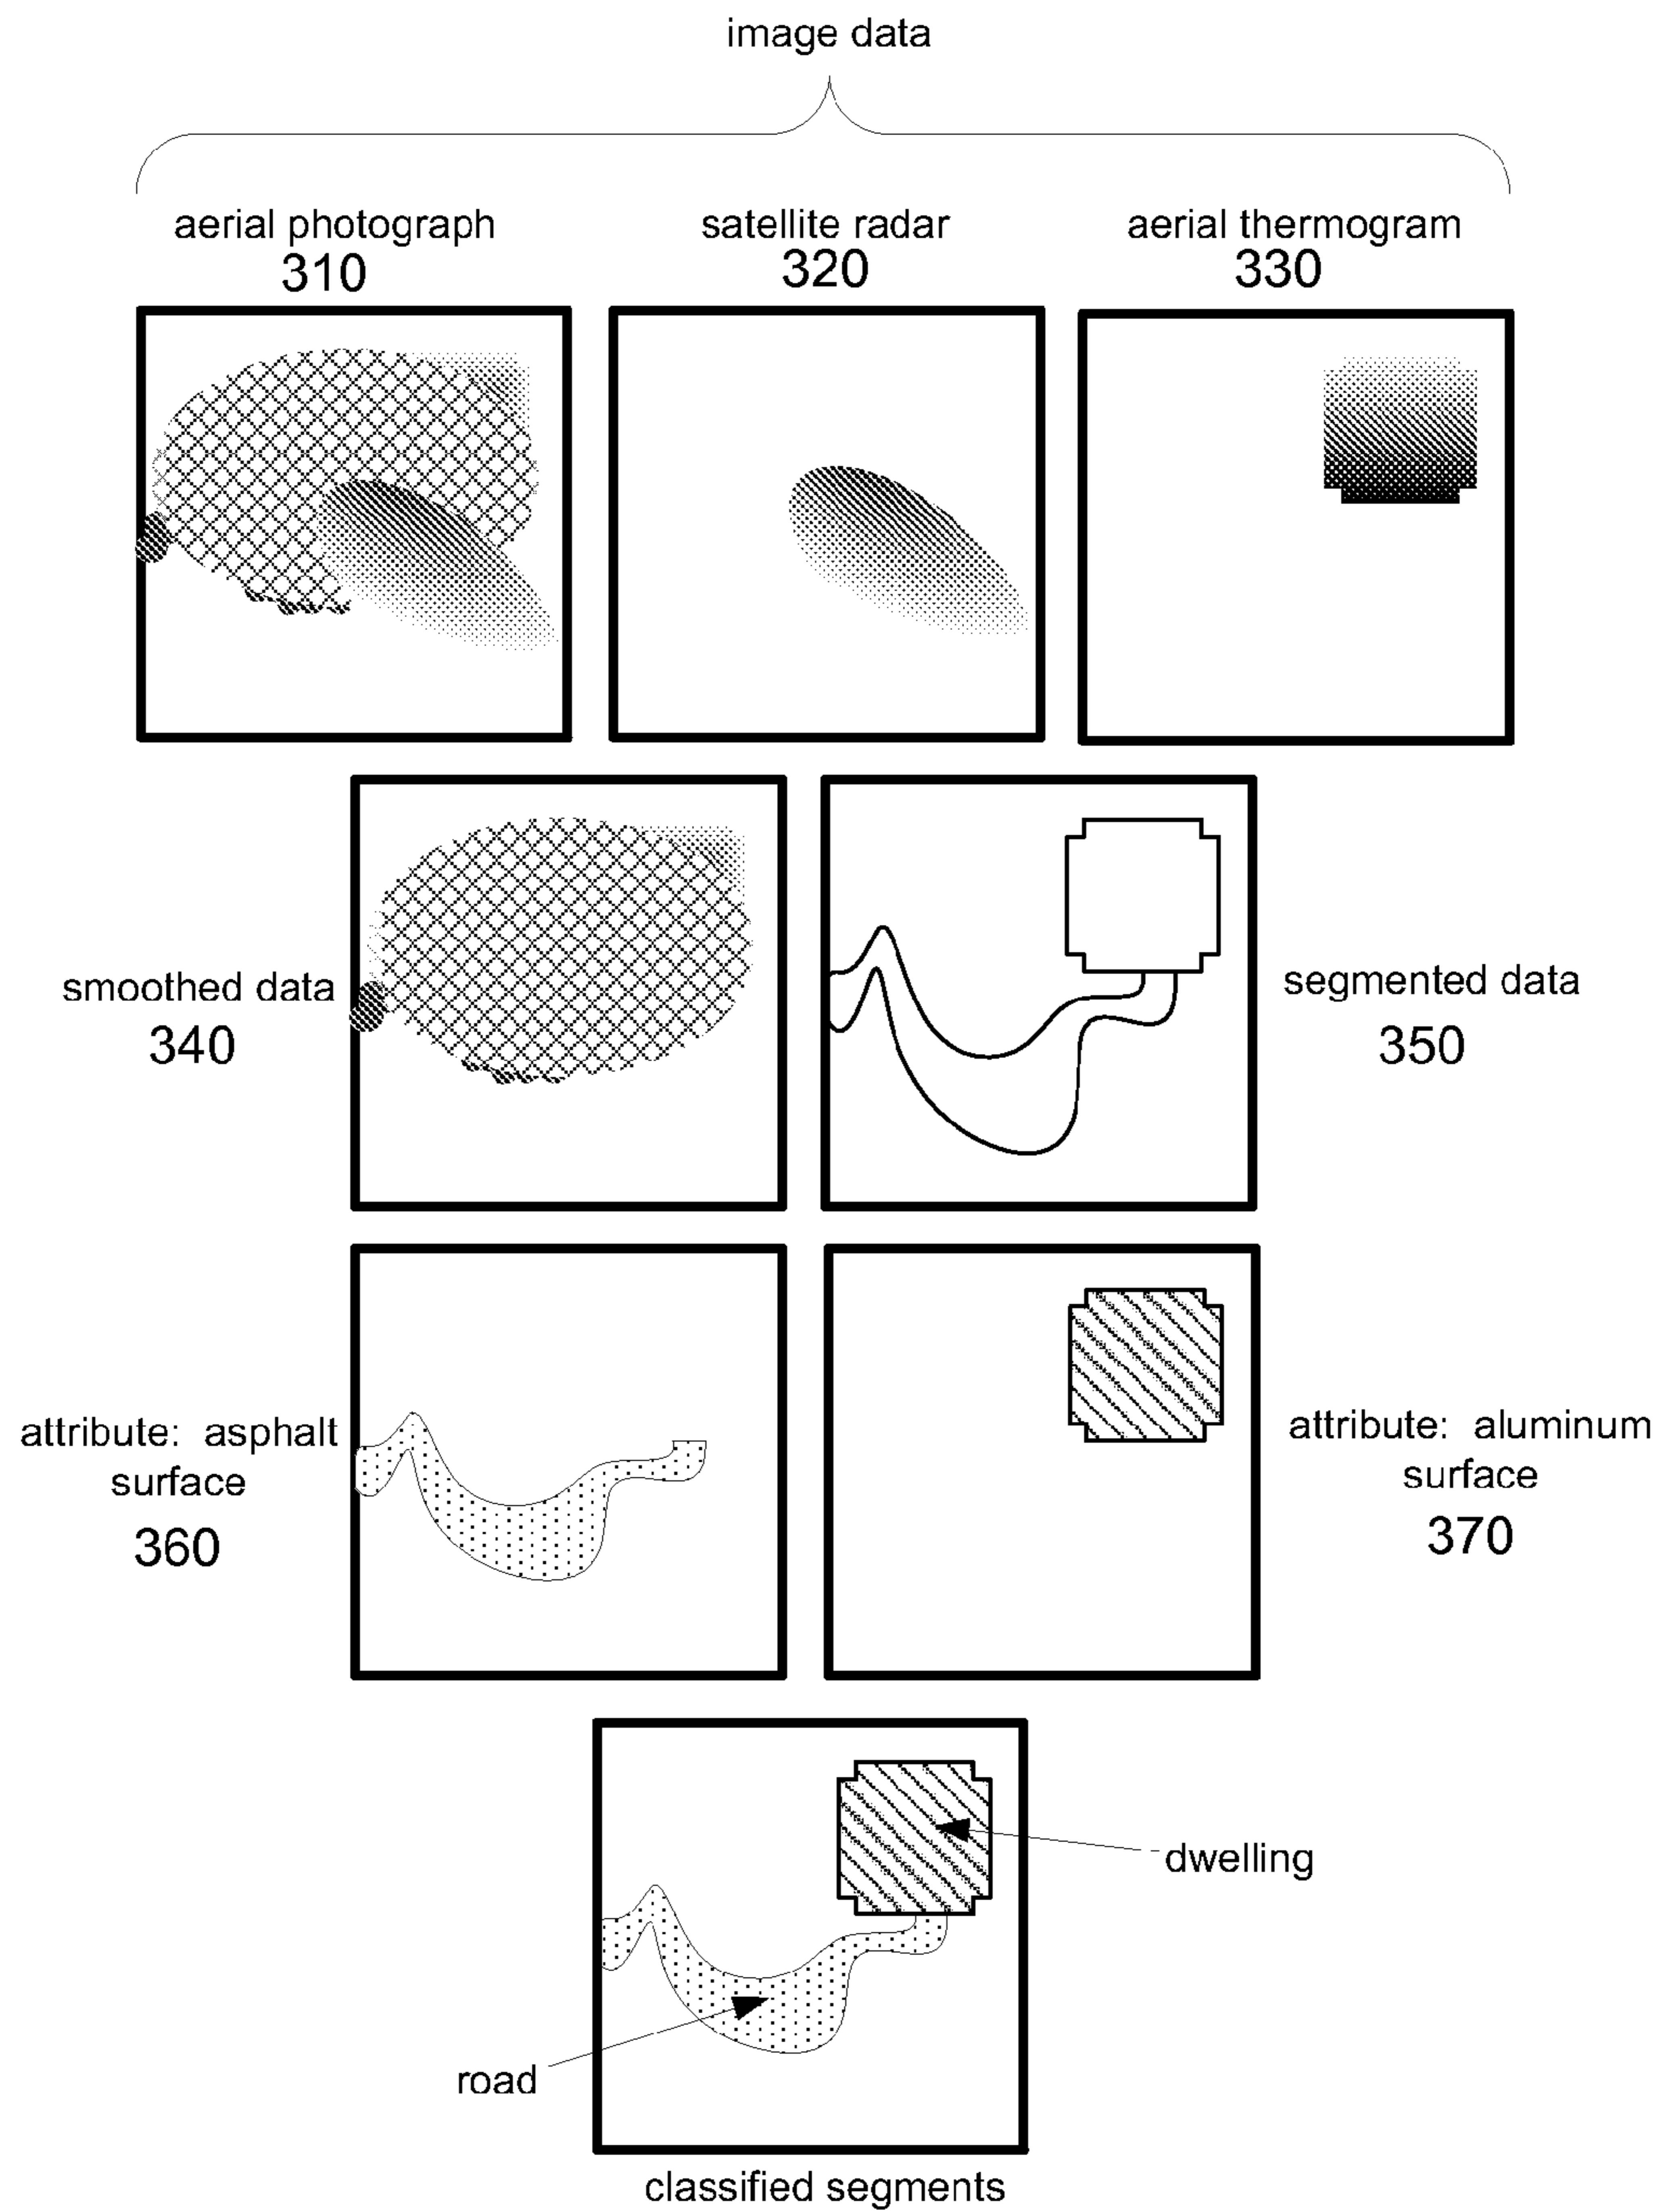 image data
aerial photograph
310
satellite radar
320
aerial thermogram
330
smoothed data
340
segmented data
350
attribute:  asphalt
surface
360
attribute:  aluminum
surface
370
dwelling
road
classified segments